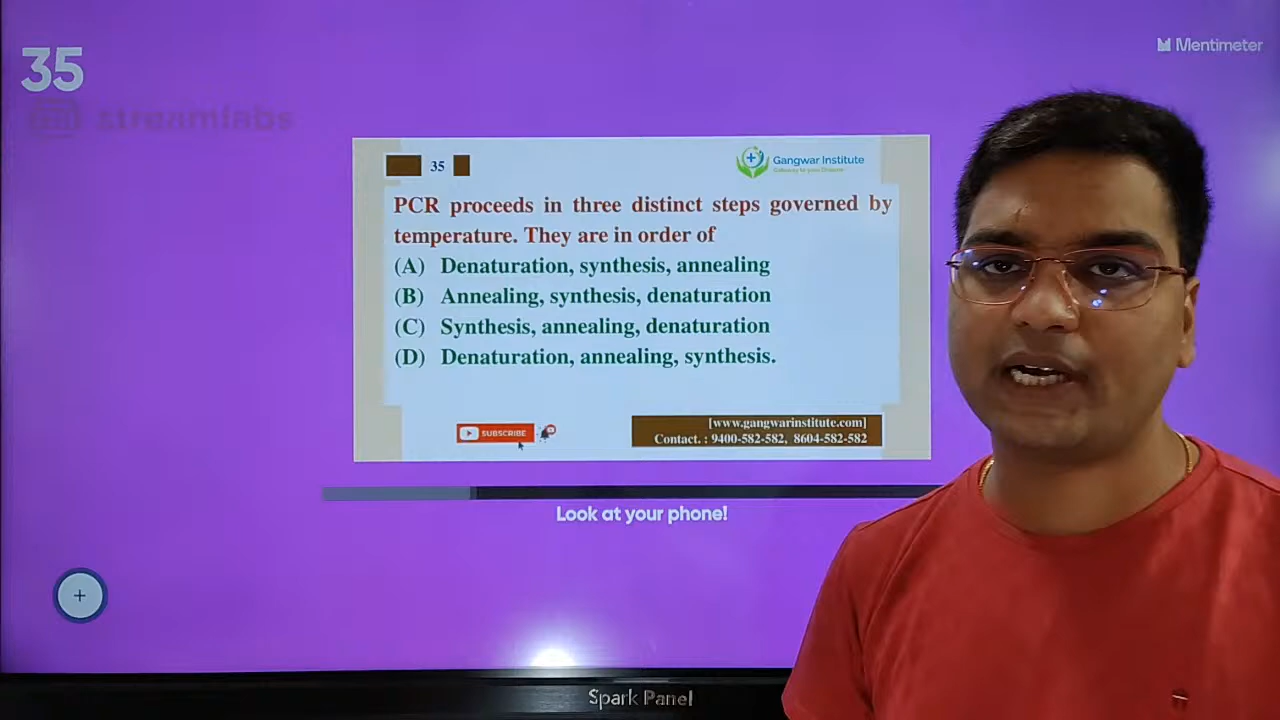 35
Mentimeter
streamlabs
35
Gangwar Institute
PCR proceeds in three distinct steps governed by
temperature. They are in order of
(A) Denaturation, synthesis, annealing
(B) Annealing, synthesis, denaturation
(C) Synthesis, annealing, denaturation
(D) Denaturation, annealing, synthesis.
SUBSCRIBE
[www.gangwarinstitute.com]
Contact. : 9400-582-582, 8604-582-582
Look at your phone!
+
Spark Panel